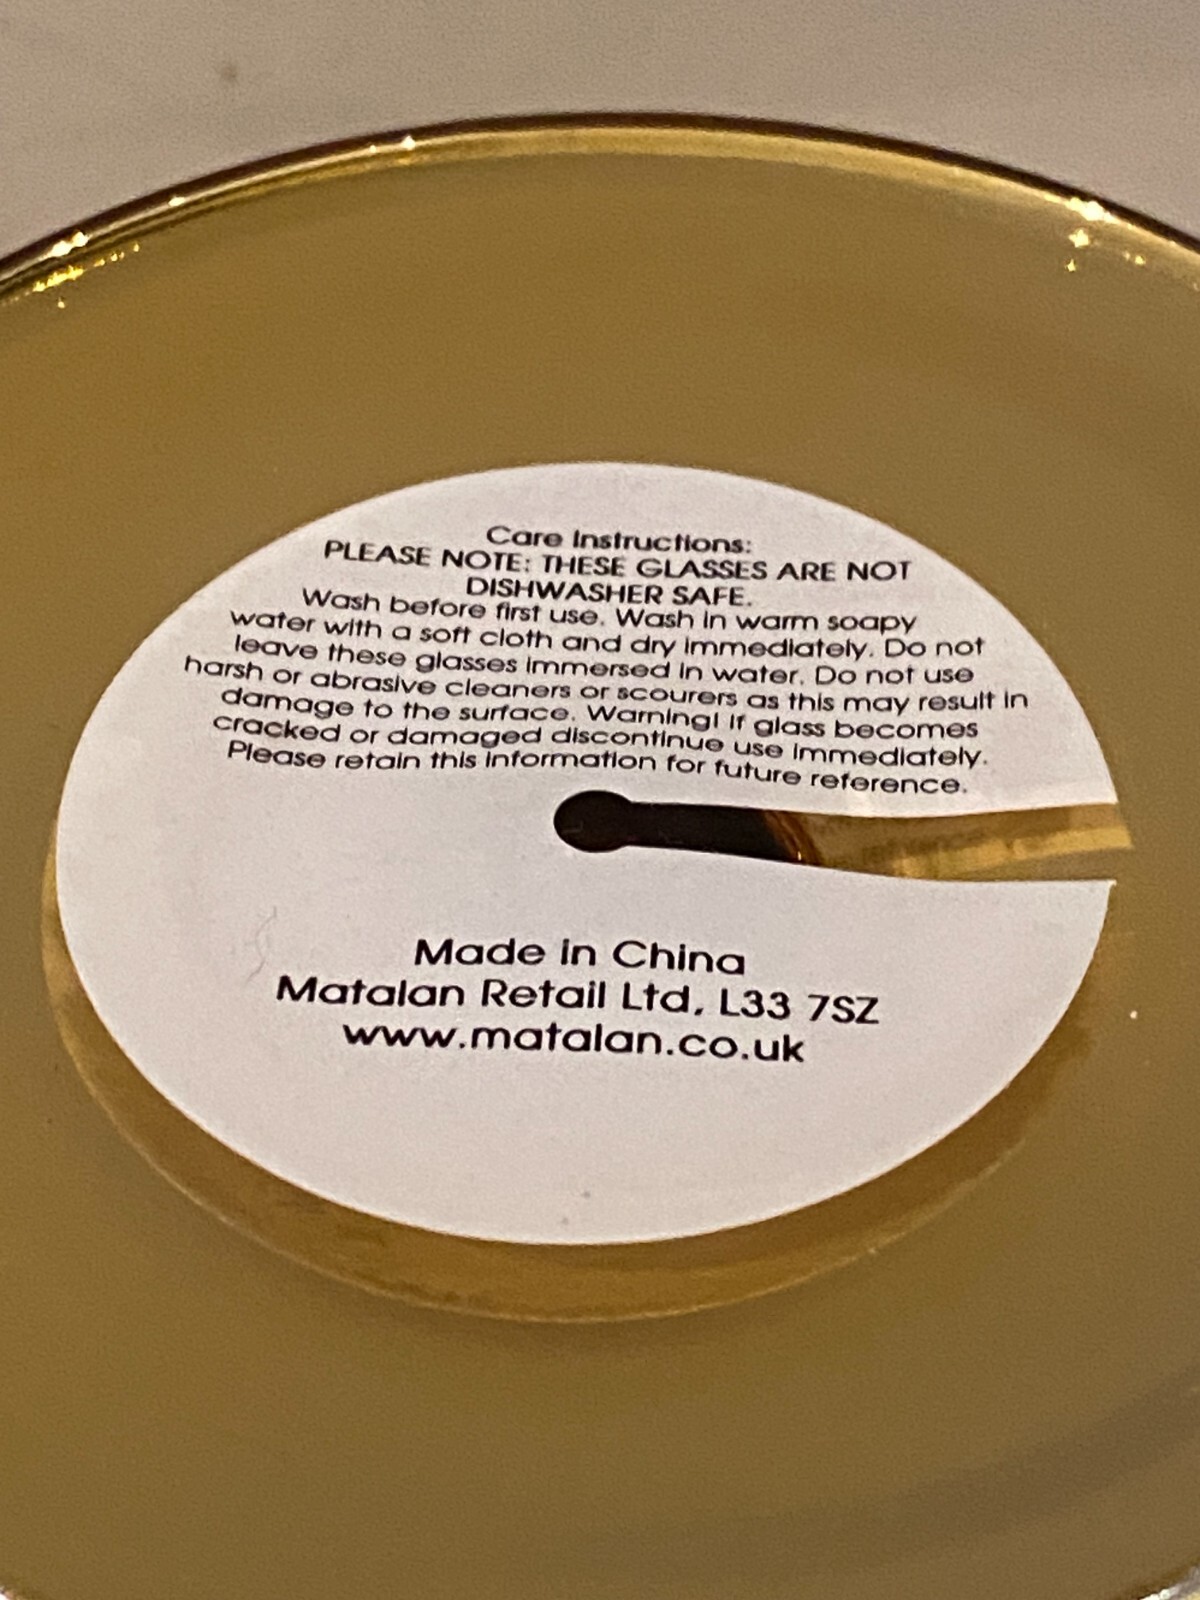 Care Instructions:
PLEASE NOTE: THESE GLASSES ARE NOT
DISHWASHER SAFE.
Wash before first use. Wash in warm soapy
water with a soft cloth and dry immediately. Do not
leave these glasses immersed in water. Do not use
harsh or abrasive cleaners or scourers as this may result in
damage to the surface. Warning! If glass becomes
cracked or damaged discontinue use immediately.
Please retain this information for future reference.
Made in China
Matalan Retail Ltd, L33 7SZ
www.matalan.co.uk